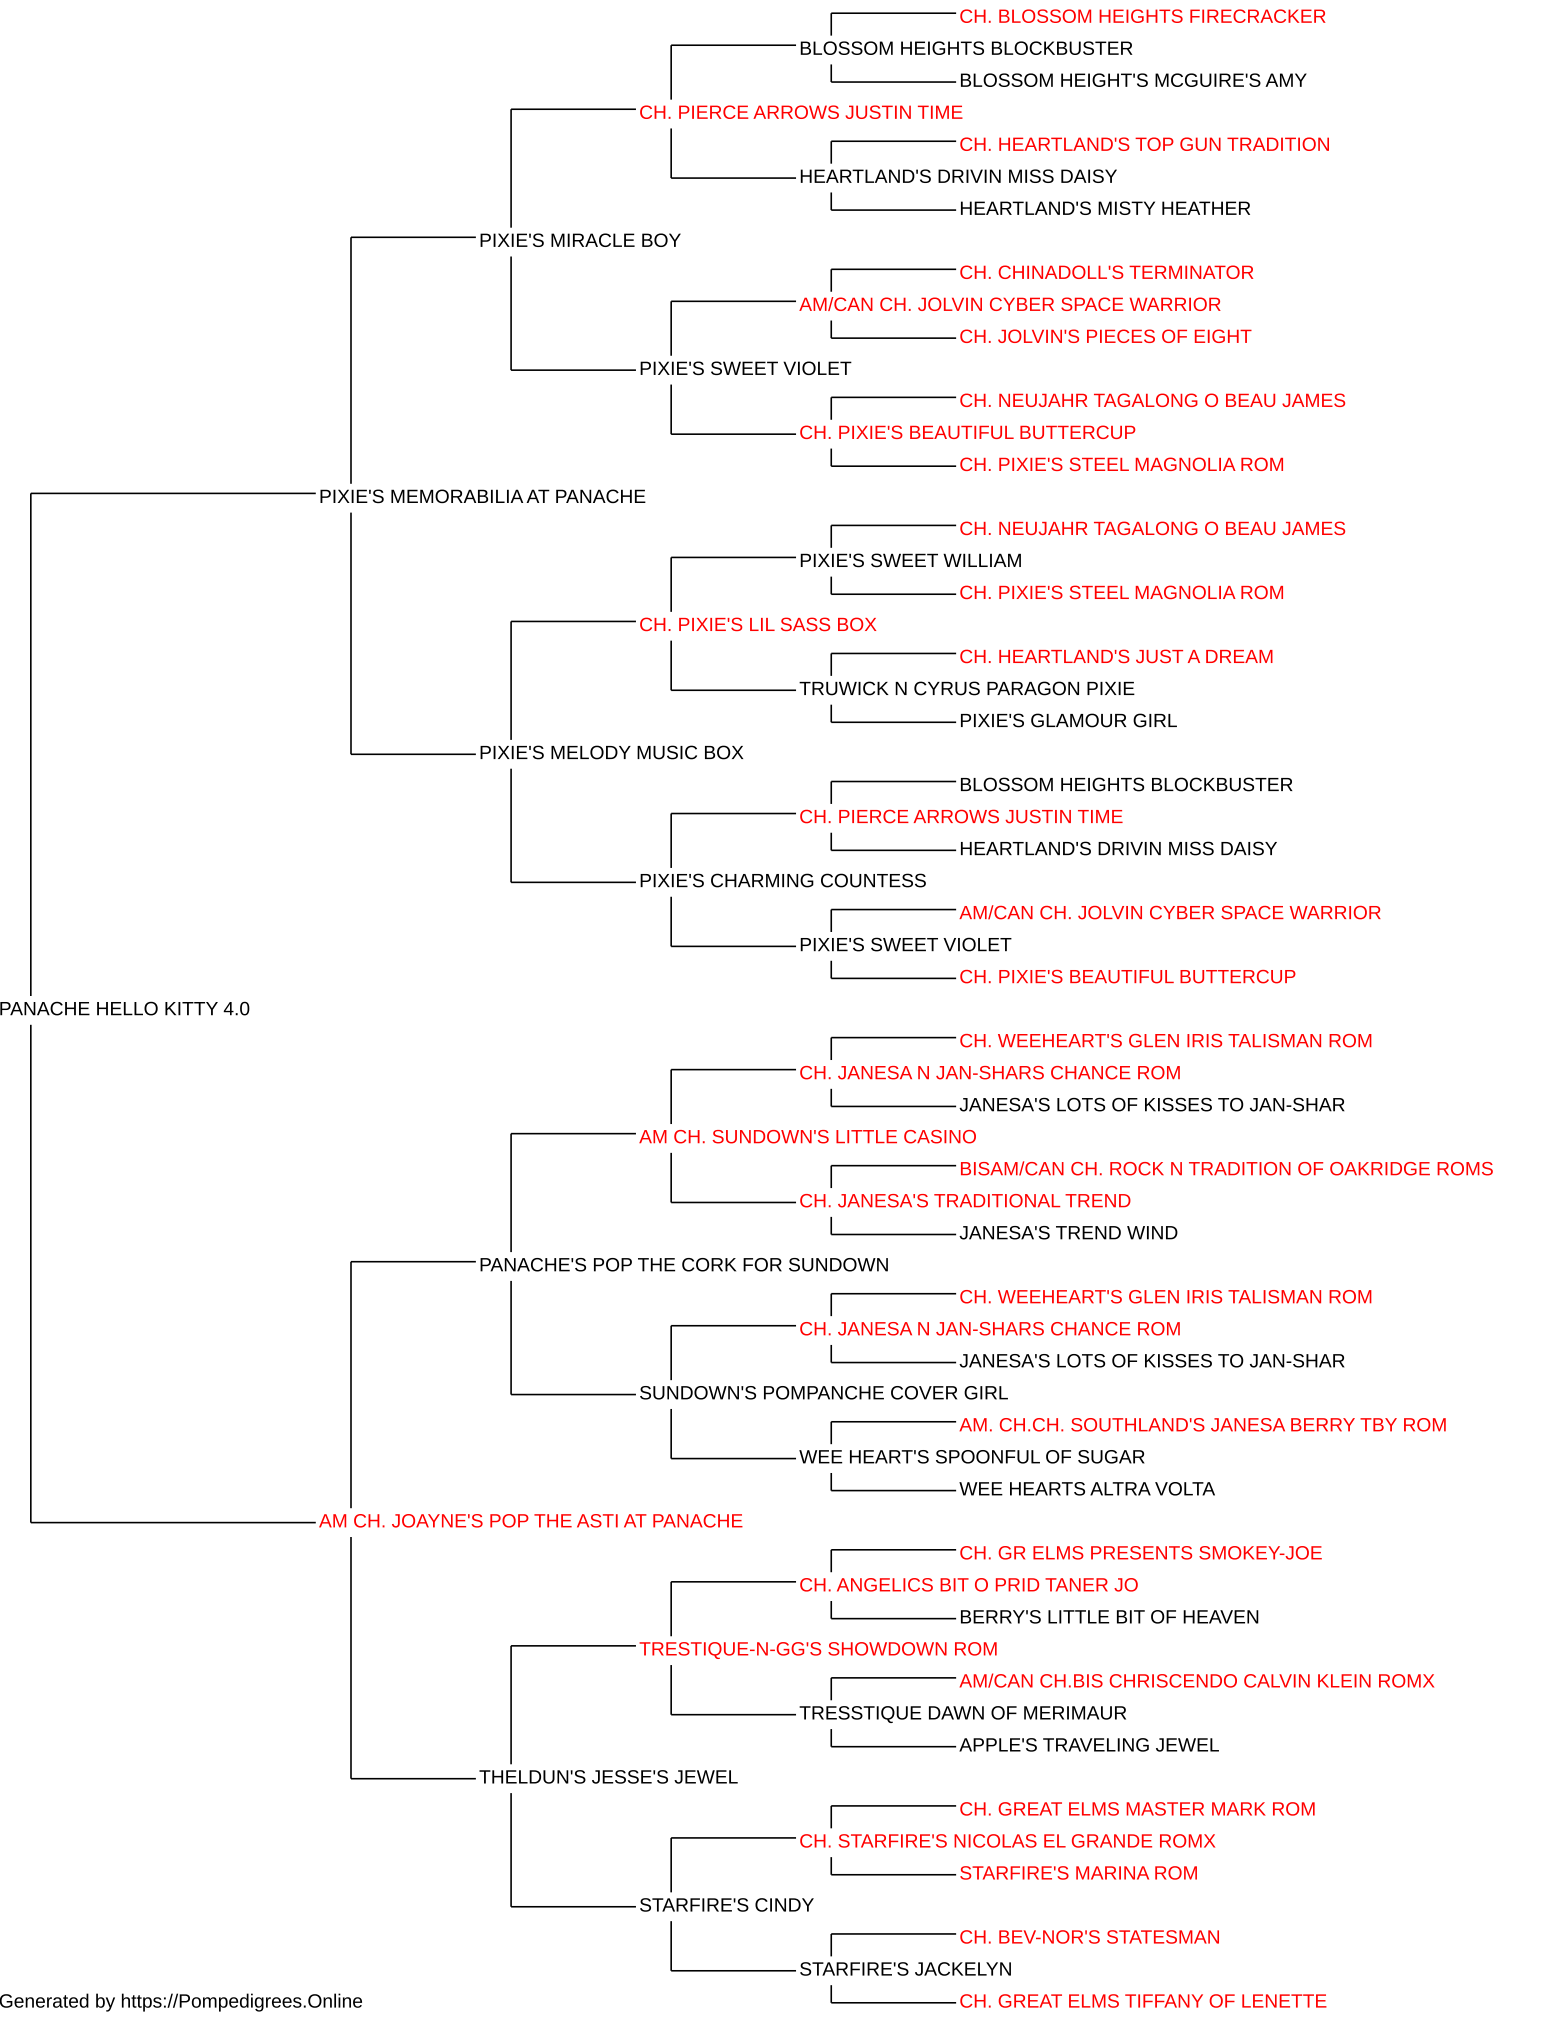 CH. BLOSSOM HEIGHTS FIRECRACKER
BLOSSOM HEIGHTS BLOCKBUSTER
BLOSSOM HEIGHT'S MCGUIRE'S AMY
CH. PIERCE ARROWS JUSTIN TIME
CH. HEARTLAND'S TOP GUN TRADITION
HEARTLAND'S DRIVIN MISS DAISY
HEARTLAND'S MISTY HEATHER
PIXIE'S MIRACLE BOY
CH. CHINADOLL'S TERMINATOR
AM/CAN CH. JOLVIN CYBER SPACE WARRIOR
CH. JOLVIN'S PIECES OF EIGHT
PIXIE'S SWEET VIOLET
CH. NEUJAHR TAGALONG O BEAU JAMES
CH. PIXIE'S BEAUTIFUL BUTTERCUP
CH. PIXIE'S STEEL MAGNOLIA ROM
PIXIE'S MEMORABILIA AT PANACHE
CH. NEUJAHR TAGALONG O BEAU JAMES
PIXIE'S SWEET WILLIAM
CH. PIXIE'S STEEL MAGNOLIA ROM
CH. PIXIE'S LIL SASS BOX
CH. HEARTLAND'S JUST A DREAM
TRUWICK N CYRUS PARAGON PIXIE
PIXIE'S GLAMOUR GIRL
PIXIE'S MELODY MUSIC BOX
BLOSSOM HEIGHTS BLOCKBUSTER
CH. PIERCE ARROWS JUSTIN TIME
HEARTLAND'S DRIVIN MISS DAISY
PIXIE'S CHARMING COUNTESS
AM/CAN CH. JOLVIN CYBER SPACE WARRIOR
PIXIE'S SWEET VIOLET
CH. PIXIE'S BEAUTIFUL BUTTERCUP
PANACHE HELLO KITTY 4.0
CH. WEEHEART'S GLEN IRIS TALISMAN ROM
CH. JANESA N JAN-SHARS CHANCE ROM
JANESA'S LOTS OF KISSES TO JAN-SHAR
AM CH. SUNDOWN'S LITTLE CASINO
BISAM/CAN CH. ROCK N TRADITION OF OAKRIDGE ROMS
CH. JANESA'S TRADITIONAL TREND
JANESA'S TREND WIND
PANACHE'S POP THE CORK FOR SUNDOWN
CH. WEEHEART'S GLEN IRIS TALISMAN ROM
CH. JANESA N JAN-SHARS CHANCE ROM
JANESA'S LOTS OF KISSES TO JAN-SHAR
SUNDOWN'S POMPANCHE COVER GIRL
AM. CH.CH. SOUTHLAND'S JANESA BERRY TBY ROM
WEE HEART'S SPOONFUL OF SUGAR
WEE HEARTS ALTRA VOLTA
AM CH. JOAYNE'S POP THE ASTI AT PANACHE
CH. GR ELMS PRESENTS SMOKEY-JOE
CH. ANGELICS BIT O PRID TANER JO
BERRY'S LITTLE BIT OF HEAVEN
TRESTIQUE-N-GG'S SHOWDOWN ROM
AM/CAN CH.BIS CHRISCENDO CALVIN KLEIN ROMX
TRESSTIQUE DAWN OF MERIMAUR
APPLE'S TRAVELING JEWEL
THELDUN'S JESSE'S JEWEL
CH. GREAT ELMS MASTER MARK ROM
CH. STARFIRE'S NICOLAS EL GRANDE ROMX
STARFIRE'S MARINA ROM
STARFIRE'S CINDY
CH. BEV-NOR'S STATESMAN
STARFIRE'S JACKELYN
CH. GREAT ELMS TIFFANY OF LENETTE
Generated by https://Pompedigrees.Online